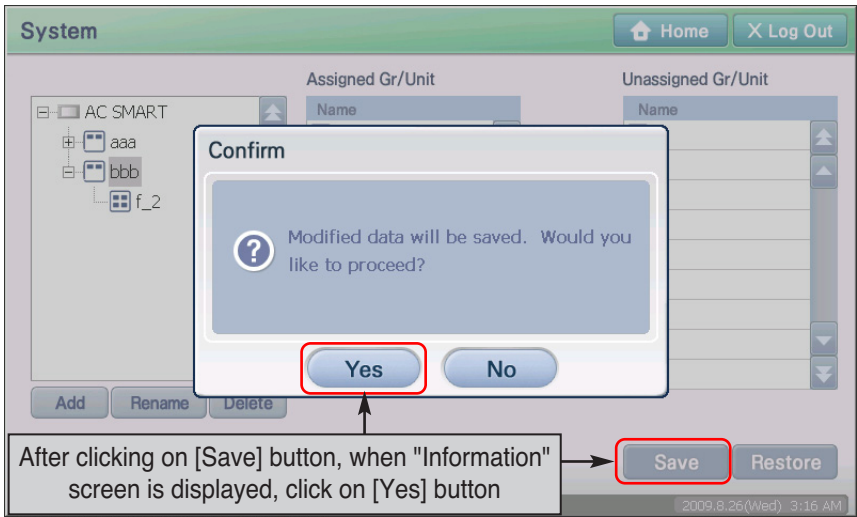 System
Home
X Log Out
Assigned Gr/Unit
Unassigned Gr/Unit
AC SMART
Name
Name
aaa
bbb
f_2
Confirm
Modified data will be saved. Would you
like to proceed?
Yes
No
Add
Rename
Delete
After clicking on [Save] button, when "Information"
screen is displayed, click on [Yes] button
Save
Restore
2009.8.26(Wed) 3:16 AM